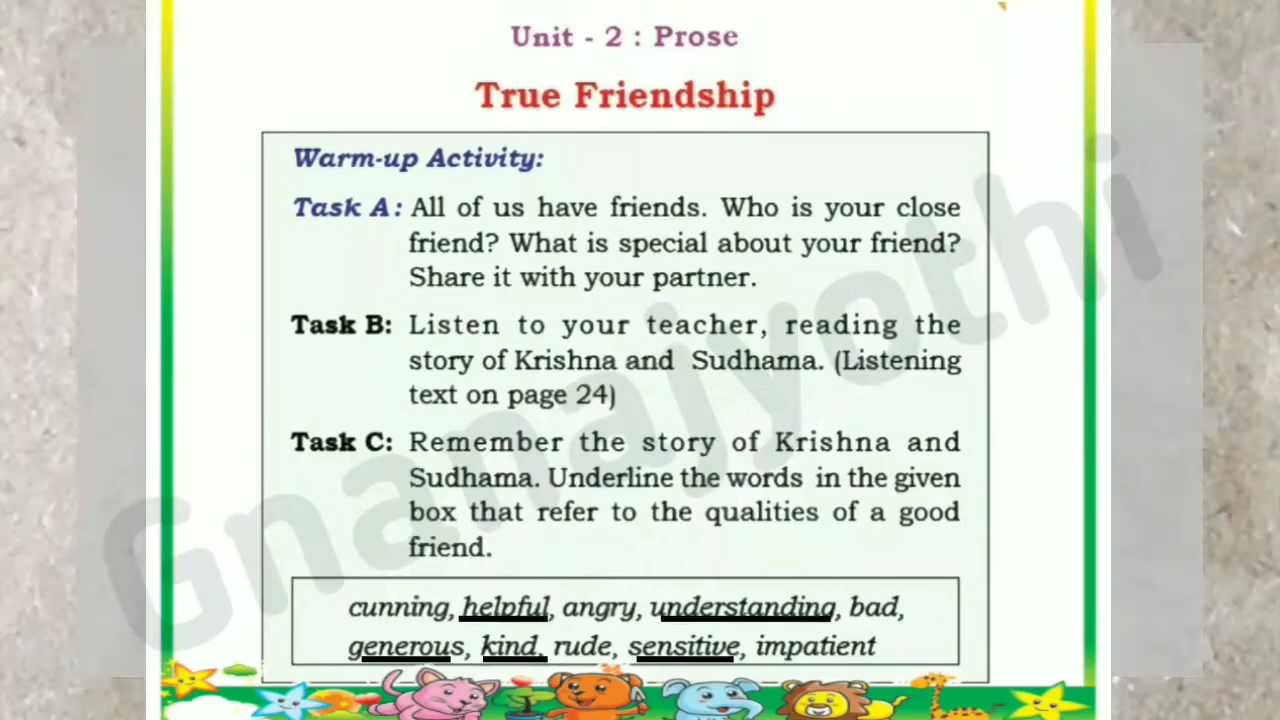 Unit - 2 : Prose
True Friendship
Warm-up Activity:
Task A: All of us have friends. Who is your close
friend? What is special about your friend?
Share it with your partner.
Task B: Listen to your teacher, reading the
story of Krishna and Sudhama. (Listening
text on page 24)
Task C: Remember the story of Krishna and
Sudhama. Underline the words in the given
box that refer to the qualities of a good
friend.
cunning, helpful, angry, understanding, bad,
generous, kind, rude, sensitive, impatient
Gnanajyothi